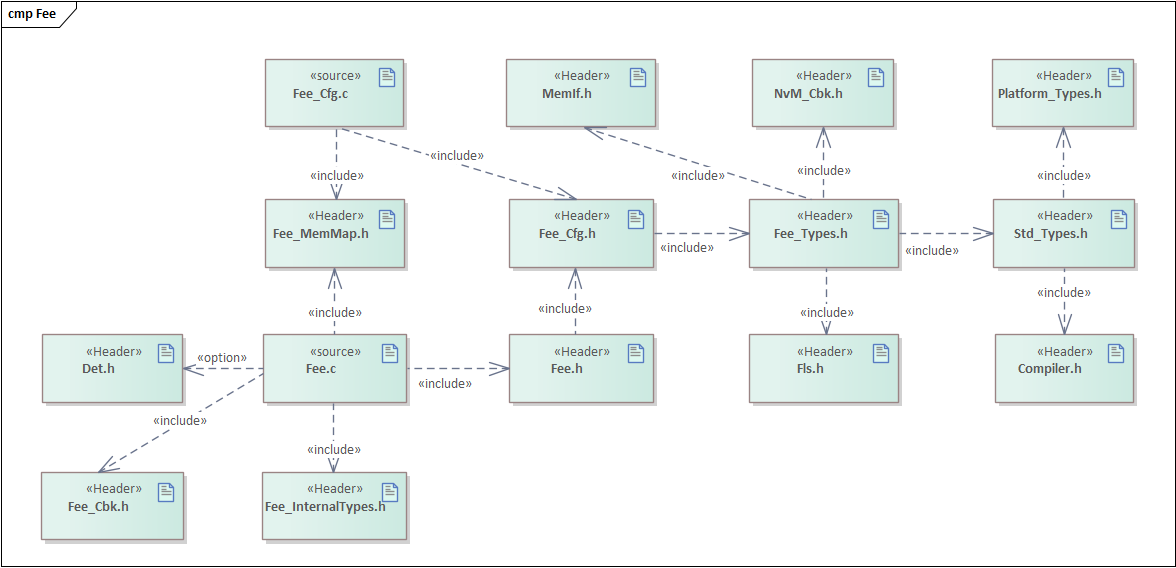 cmp Fee
«source»
Fee_Cfg.c
«Header»
MemIf.h
«Header»
NvM_Cbk.h
«Header»
Platform_Types.h
«include»
«include»
«include»
«include»
«include»
«Header»
Fee_MemMap.h
«Header»
Fee_Cfg.h
«include»
«Header»
Fee_Types.h
«include»
«Header»
Std_Types.h
«include»
«include»
«include»
«include»
«Header»
Det.h
«option»
«source»
Fee.c
«include»
«Header»
Fee.h
«Header»
Fls.h
«Header»
Compiler.h
«include»
«include»
«Header»
Fee_Cbk.h
«Header»
Fee_InternalTypes.h